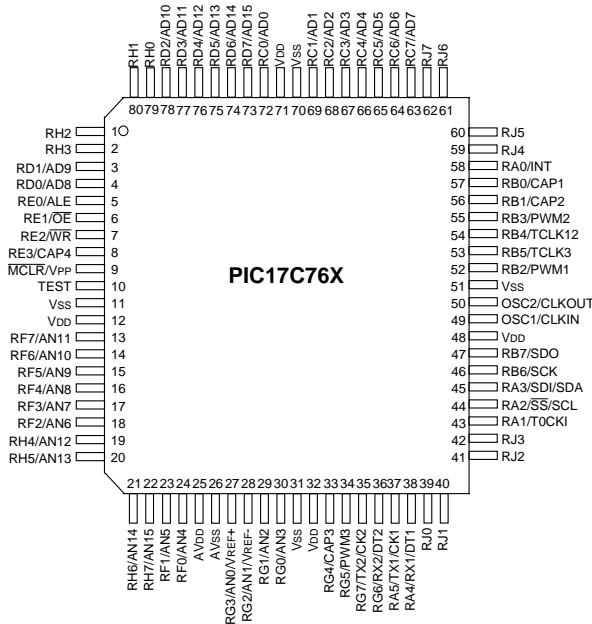 RH1
RH0
RD2/AD10
RD3/AD11
RD4/AD12
RD5/AD13
RD6/AD14
RD7/AD15
RC0/AD0
VDD
VSS
RC1/AD1
RC2/AD2
RC3/AD3
RC4/AD4
RC5/AD5
RC6/AD6
RC7/AD7
RJ7
RJ6
80 79 78 77 76 75 74 73 72 71 70 69 68 67 66 65 64 63 62 61
RH2 1
RH3 2
RD1/AD9 3
RD0/AD8 4
RE0/ALE 5
RE1/OE 6
RE2/WR 7
RE3/CAP4 8
MCLR/VPP 9
TEST 10
VSS 11
VDD 12
RF7/AN11 13
RF6/AN10 14
RF5/AN9 15
RF4/AN8 16
RF3/AN7 17
RF2/AN6 18
RH4/AN12 19
RH5/AN13 20
PIC17C76X
60 RJ5
59 RJ4
58 RA0/INT
57 RB0/CAP1
56 RB1/CAP2
55 RB3/PWM2
54 RB4/TCLK12
53 RB5/TCLK3
52 RB2/PWM1
51 VSS
50 OSC2/CLKOUT
49 OSC1/CLKIN
48 VDD
47 RB7/SDO
46 RB6/SCK
45 RA3/SDI/SDA
44 RA2/SS/SCL
43 RA1/T0CKI
42 RJ3
41 RJ2
21 22 23 24 25 26 27 28 29 30 31 32 33 34 35 36 37 38 39 40
RH6/AN14
RH7/AN15
RF1/AN5
RF0/AN4
AVDD
AVSS
RG3/AN0/VREF+
RG2/AN1/VREF-
RG1/AN2
RG0/AN3
VSS
VDD
RG4/CAP3
RG5/PWM3
RG7/TX2/CK2
RG6/RX2/DT2
RA5/TX1/CK1
RA4/RX1/DT1
RJ0
RJ1